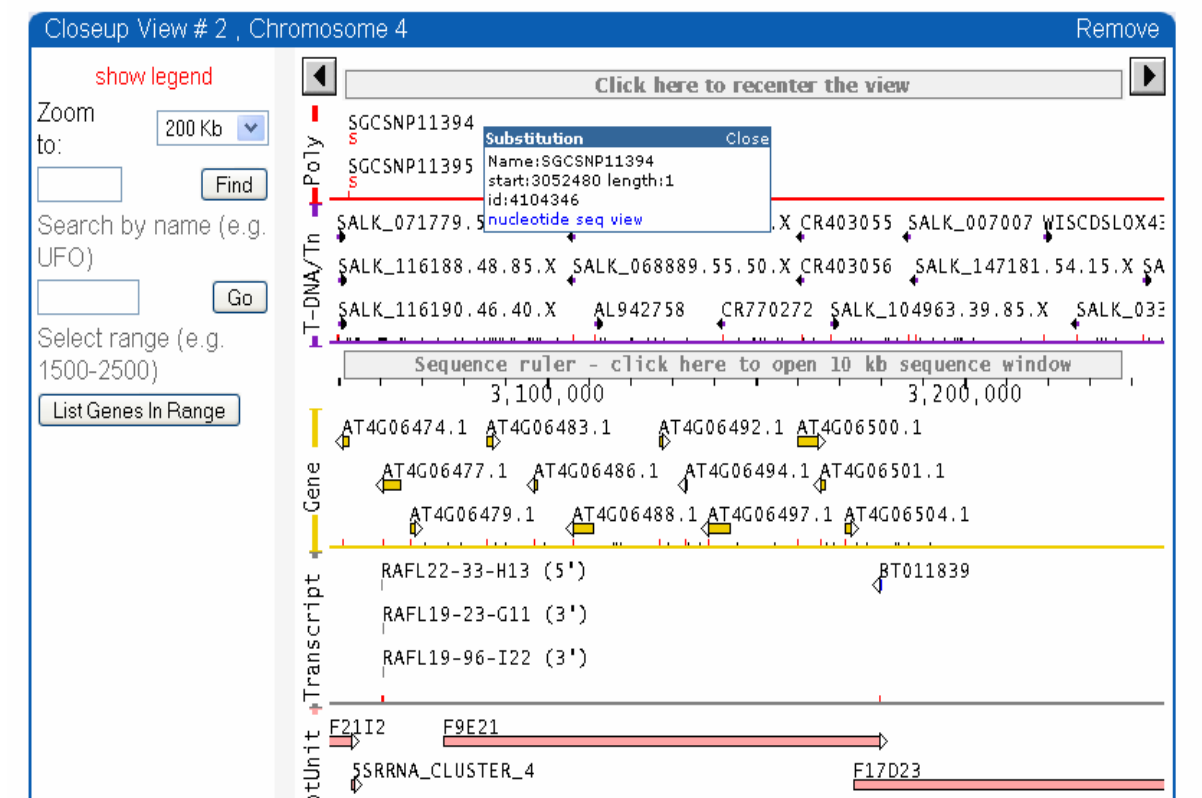 Closeup View # 2 , Chromosome 4 Remove
show legend
Zoom to:
200 Kb
Find
Search by name (e.g. UFO)
Go
Select range (e.g. 1500-2500)
List Genes In Range
Click here to recenter the view
Poly
SGCSNP11394
S
SGCSNP11395
S
Substitution Close
Name:SGCSNP11394
start:3052480 length:1
id:4104346
nucleotide seq view
T-DNA/Tn
SALK_071779.5 .X CR403055 SALK_007007 WISCDSLOX43
SALK_116188.48.85.X SALK_068889.55.50.X CR403056 SALK_147181.54.15.X SA
SALK_116190.46.40.X AL942758 CR770272 SALK_104963.39.85.X SALK_033
Sequence ruler - click here to open 10 kb sequence window
3,100,000 3,200,000
Gene
AT4G06474.1 AT4G06483.1 AT4G06492.1 AT4G06500.1
AT4G06477.1 AT4G06486.1 AT4G06494.1 AT4G06501.1
AT4G06479.1 AT4G06488.1 AT4G06497.1 AT4G06504.1
Transcript
RAFL22-33-H13 (5') BT011839
RAFL19-23-G11 (3')
RAFL19-96-I22 (3')
otUnit
F21I2 F9E21
5SRRNA_CLUSTER_4 F17D23